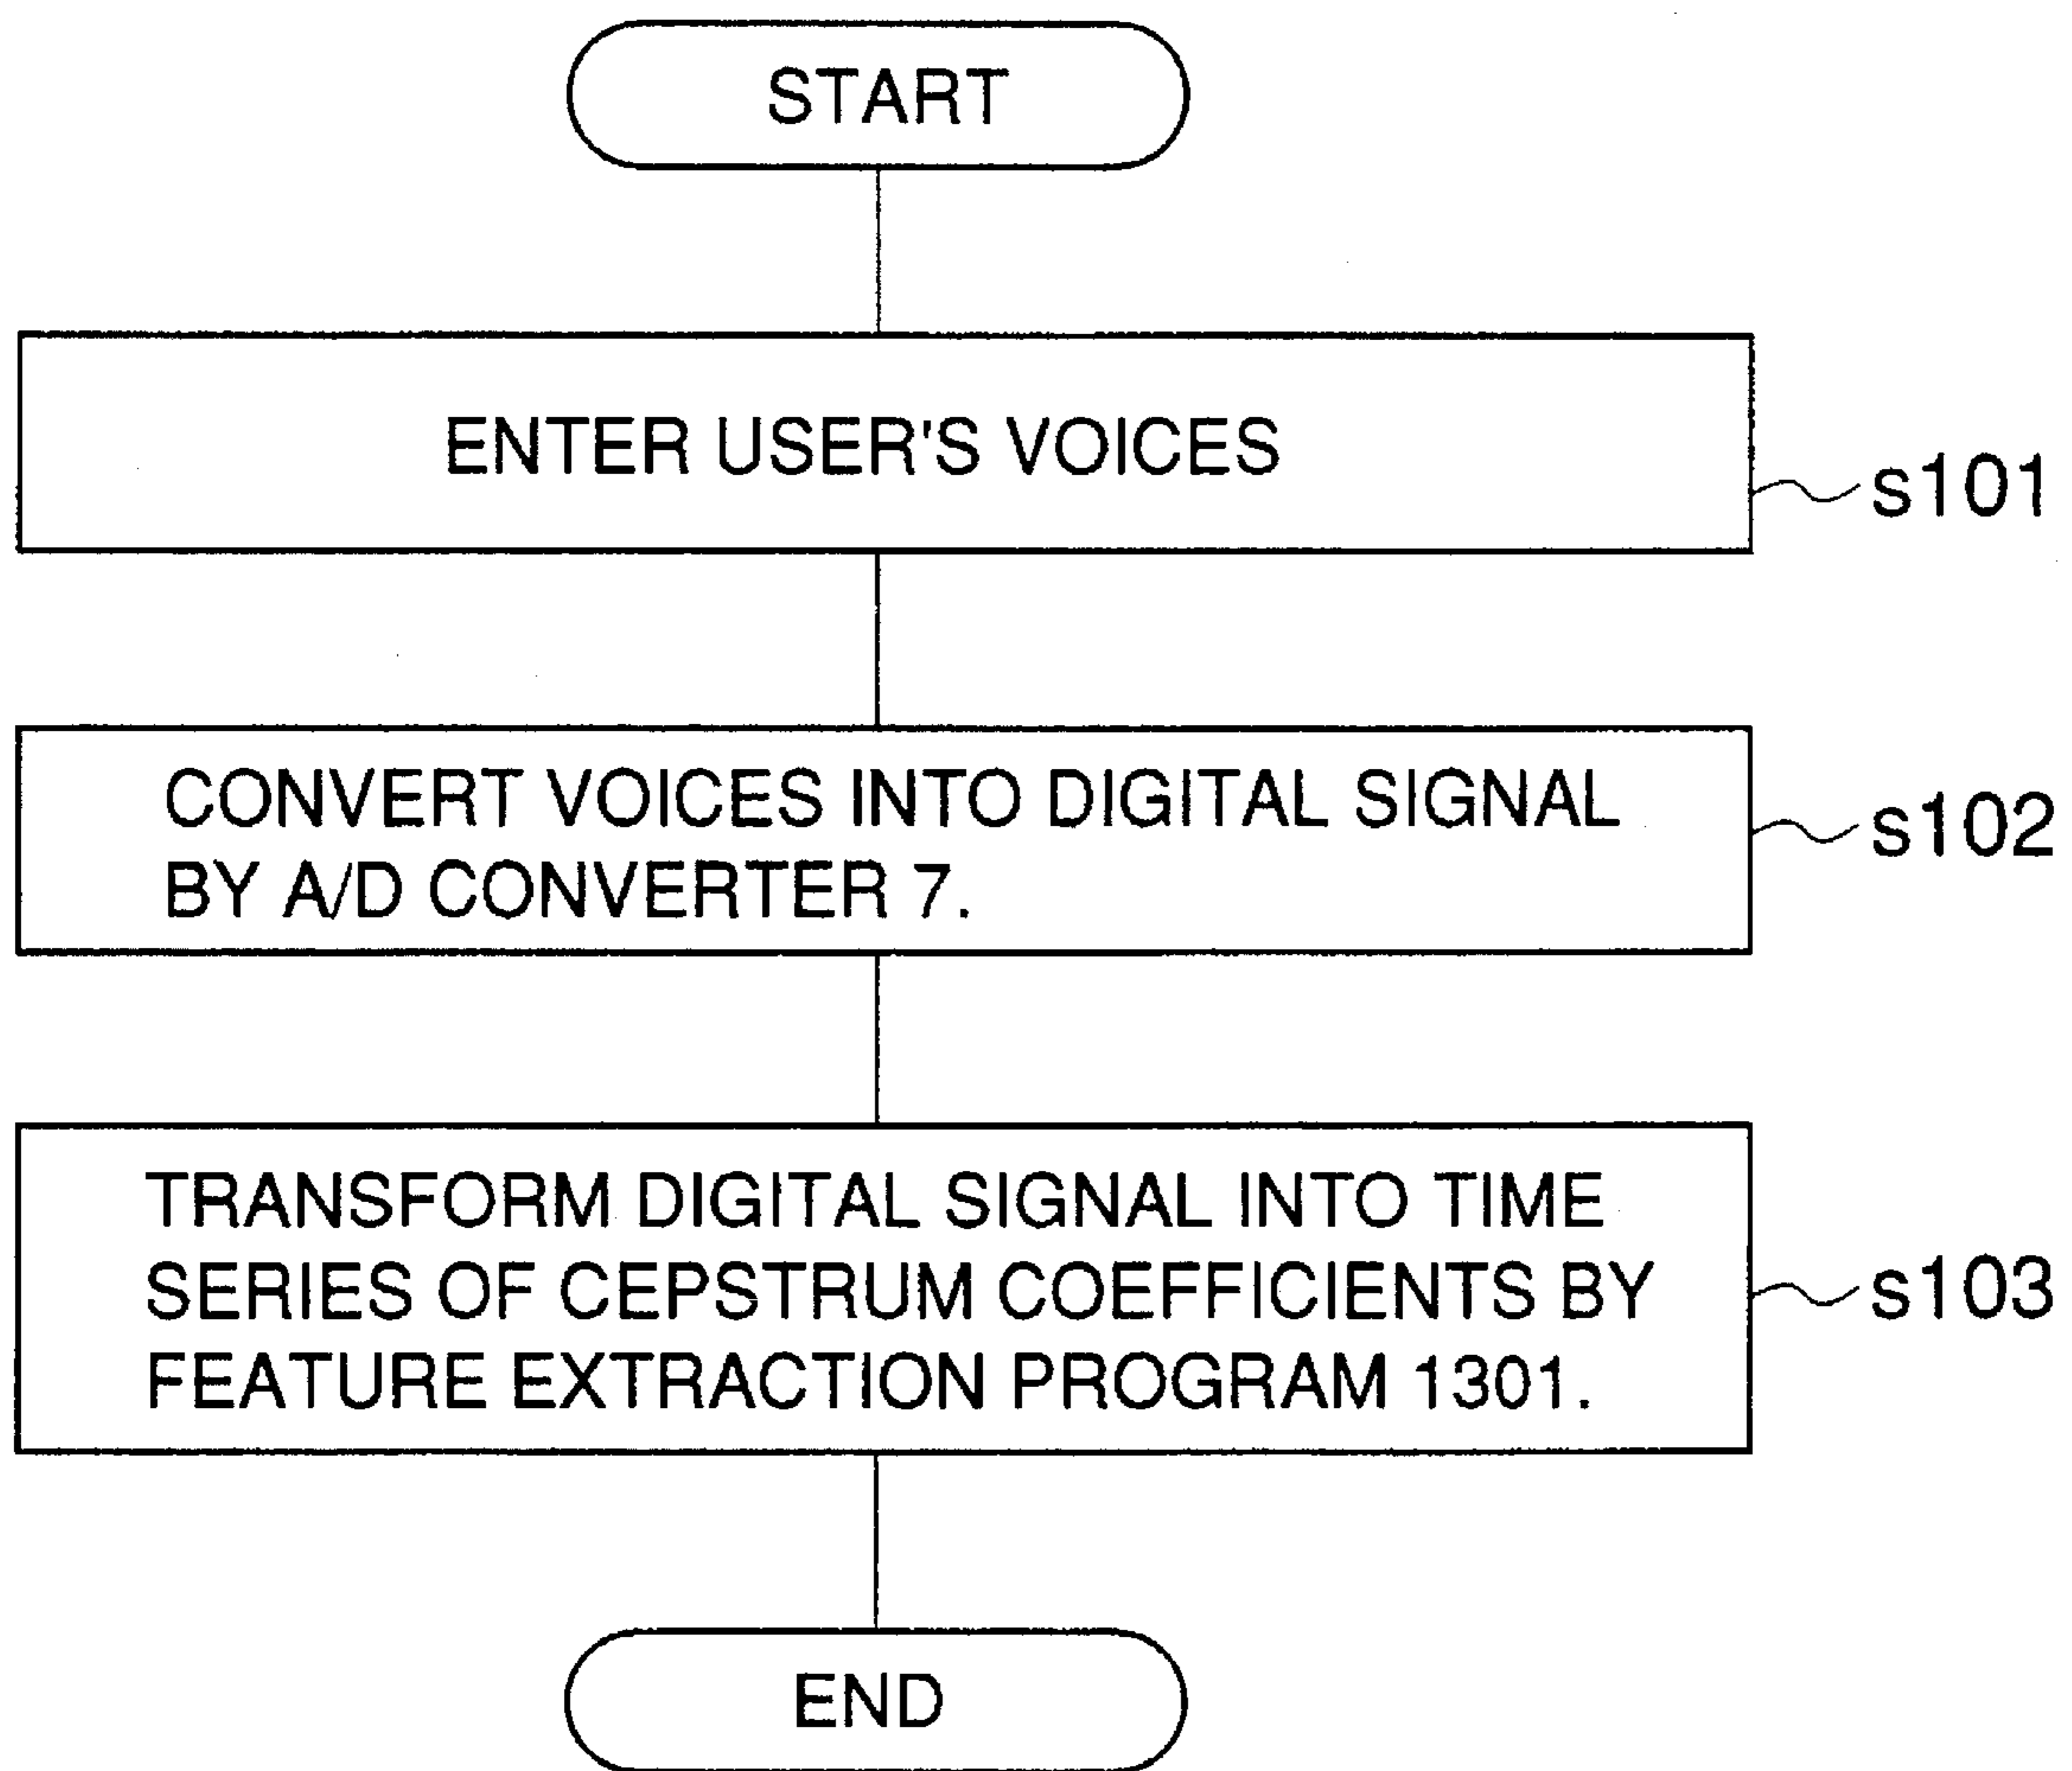 START
ENTER USER'S VOICES
s101
CONVERT VOICES INTO DIGITAL SIGNAL
BY A/D CONVERTER 7.
s102
TRANSFORM DIGITAL SIGNAL INTO TIME
SERIES OF CEPSTRUM COEFFICIENTS BY
FEATURE EXTRACTION PROGRAM 1301.
s103
END